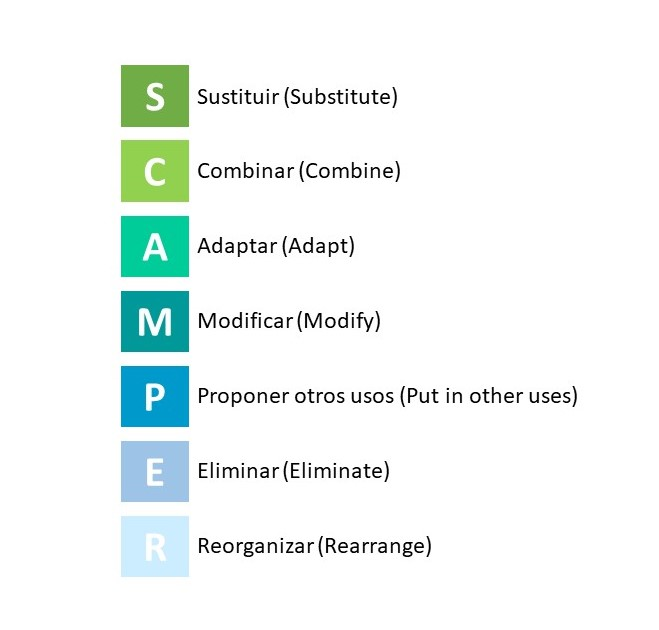 S Sustituir (Substitute)
C Combinar (Combine)
A Adaptar (Adapt)
M Modificar (Modify)
P Proponer otros usos (Put in other uses)
E Eliminar (Eliminate)
R Reorganizar (Rearrange)